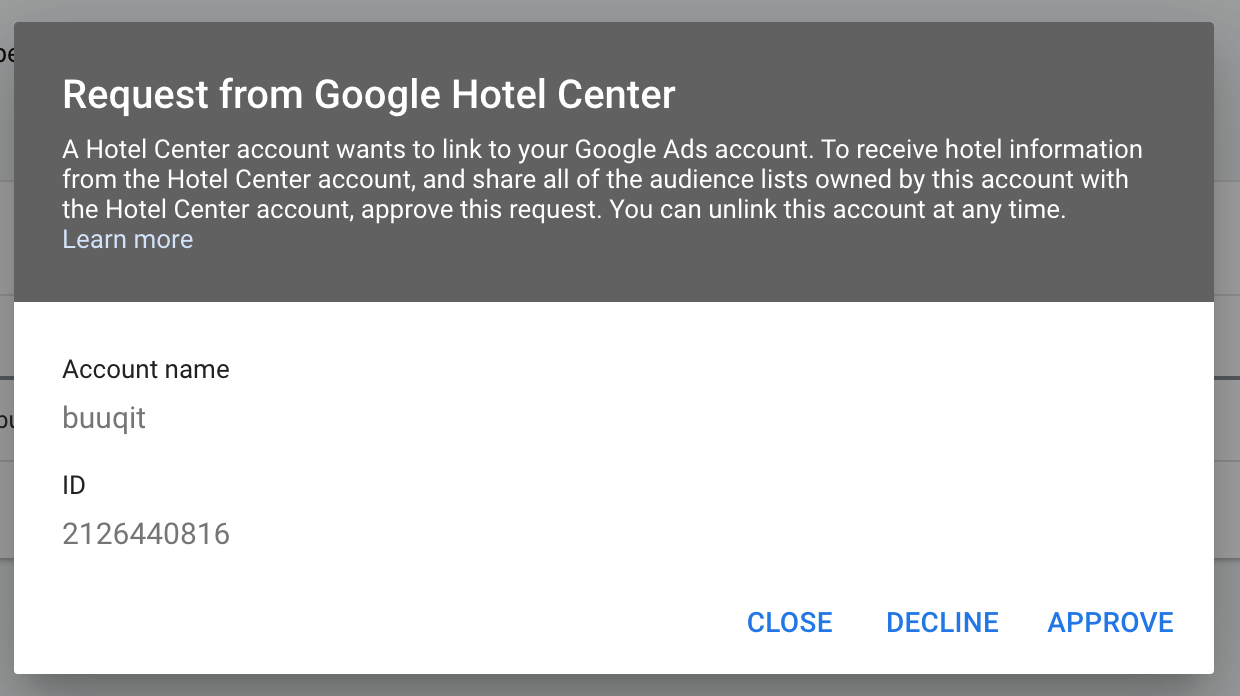 Request from Google Hotel Center
A Hotel Center account wants to link to your Google Ads account. To receive hotel information
from the Hotel Center account, and share all of the audience lists owned by this account with
the Hotel Center account, approve this request. You can unlink this account at any time.
Learn more
Account name
buuqit
ID
2126440816
CLOSE DECLINE APPROVE